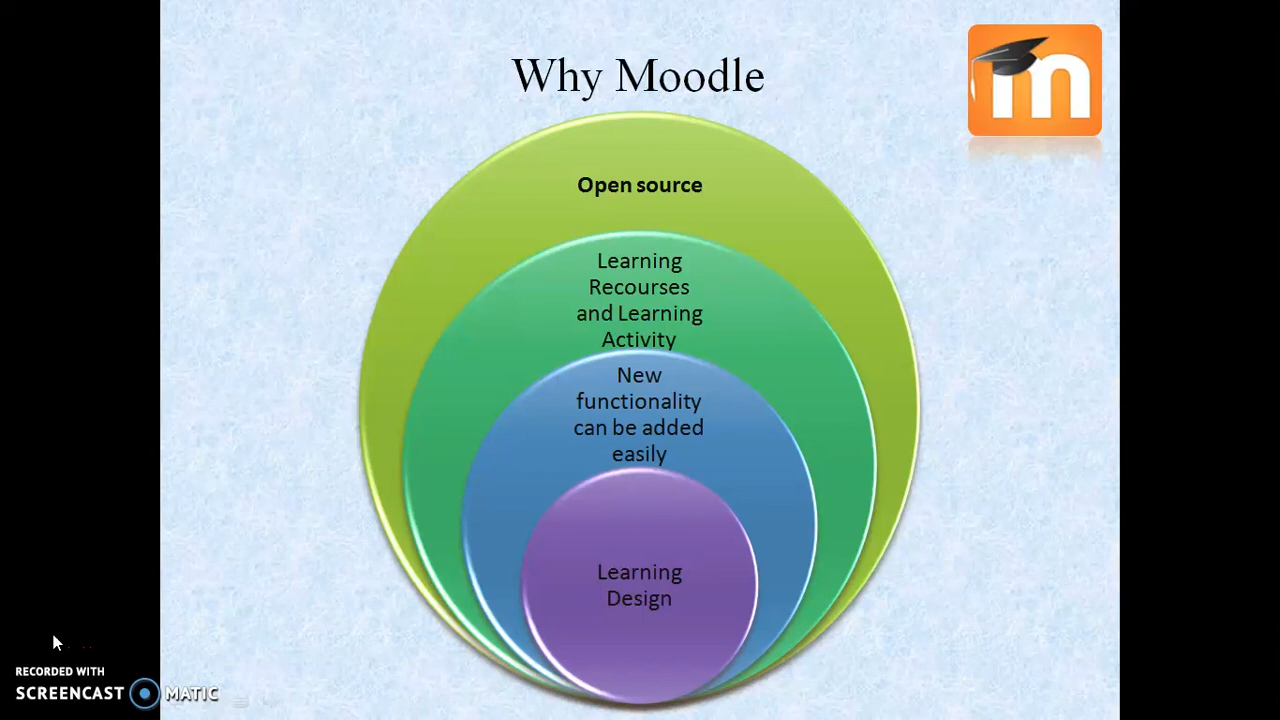 Why Moodle
m
Open source
Learning
Recourses
and Learning
Activity
New
functionality
can be added
easily
Learning
Design
RECORDED WITH
SCREENCAST MATIC